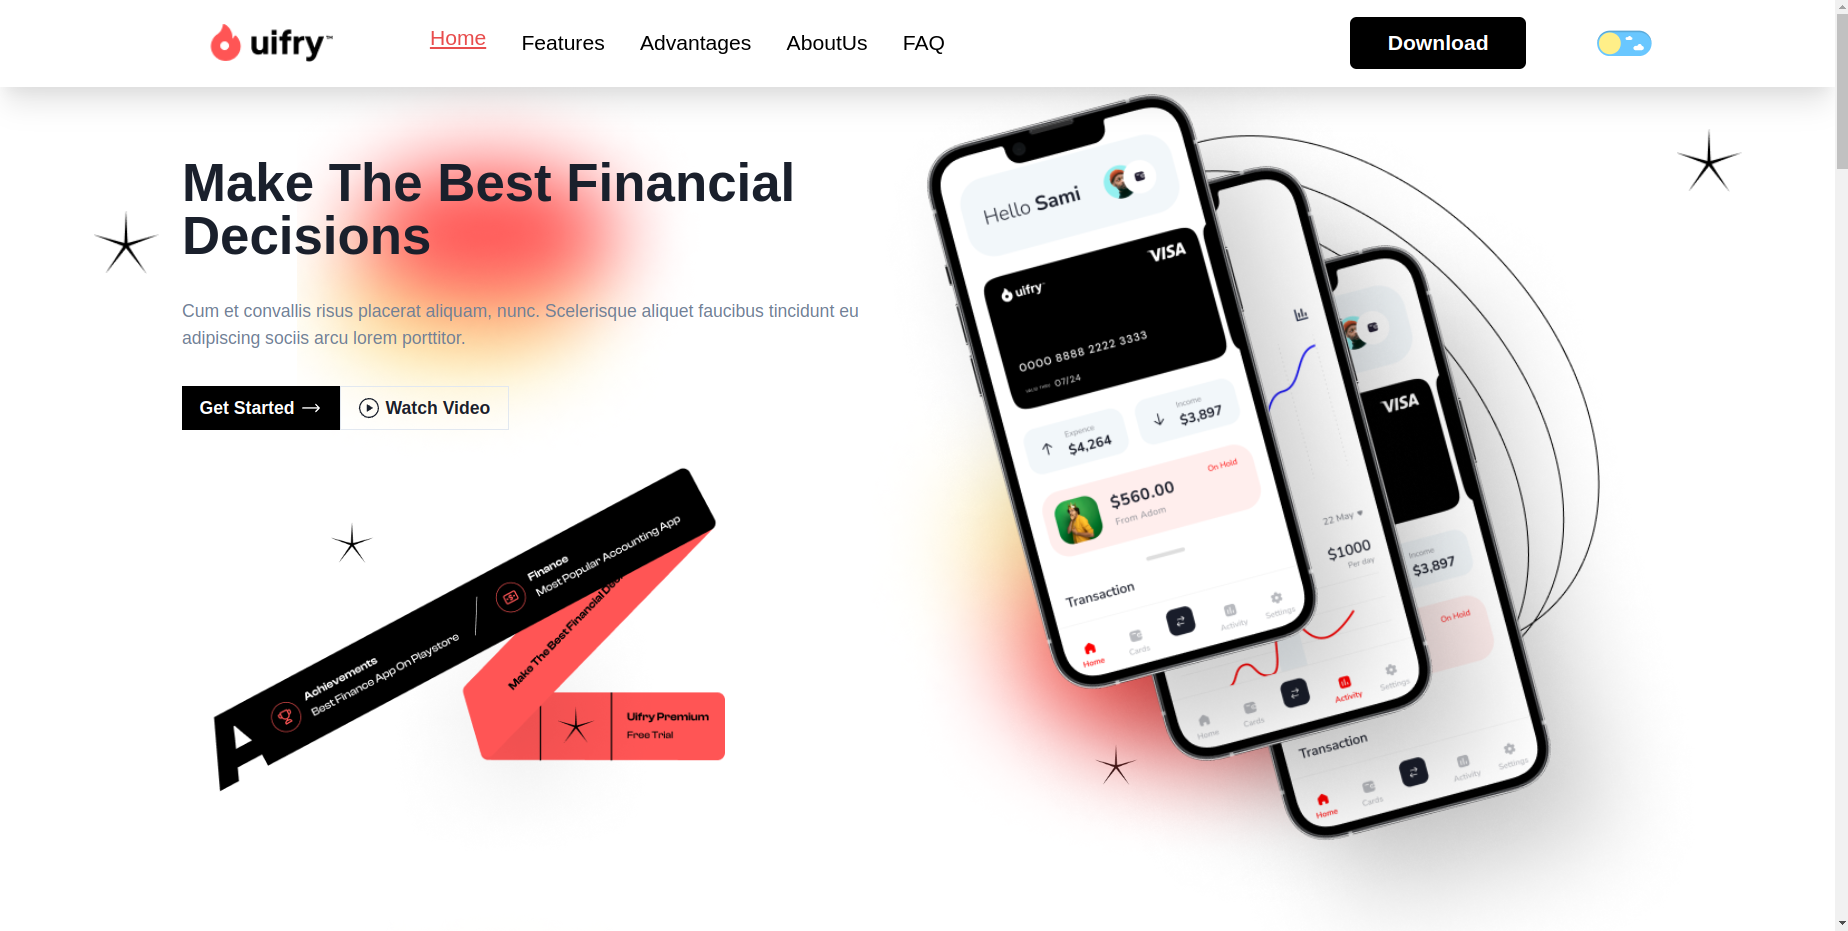 uifry™
Home
Features
Advantages
AboutUs
FAQ
Download
Make The Best Financial
Decisions
Cum et convallis risus placerat aliquam, nunc. Scelerisque aliquet faucibus tincidunt eu
adipiscing sociis arcu lorem porttitor.
Get Started
Watch Video
Achievements
Best Finance App On Playstore
Finance
Most Popular Accounting App
Make The Best Financial
Uifry Premium
Free Trial
Hello Sami
VISA
uifry
0000 8888 2222 3333
VALID THRU 07/24
Expence
$4,264
Income
$3,897
On Hold
$560.00
From Adom
Transaction
Home
Cards
Activity
Settings
22 May
$1000
Per day
Home
Cards
Activity
Settings
VISA
Income
$3,897
On Hold
Transaction
Home
Cards
Activity
Settings